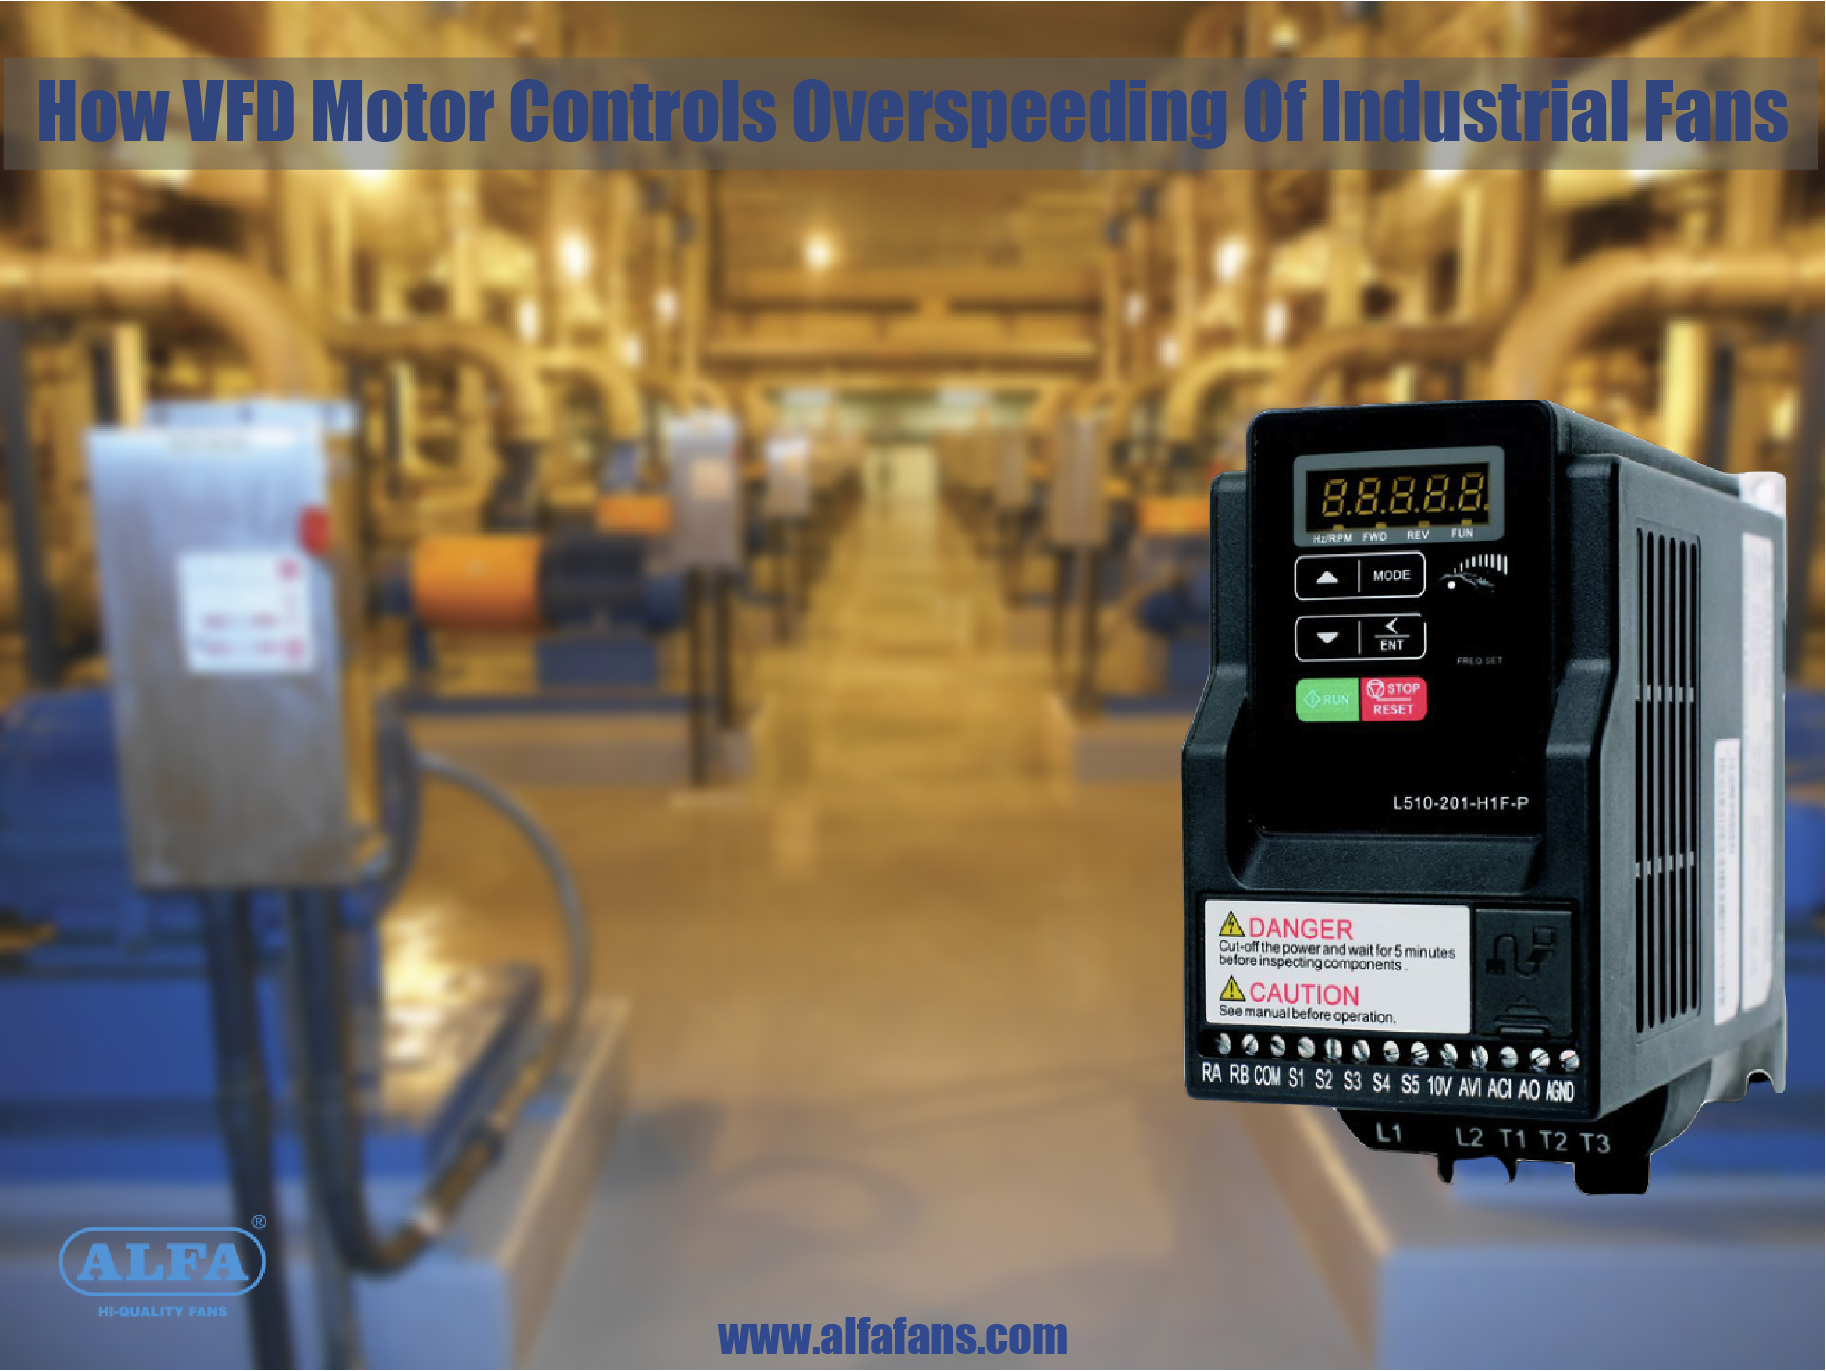 How VFD Motor Controls Overspeeding Of Industrial Fans
8.8.8.8.8.
Hz/RPM FWD REV FUN
MODE
<
ENT
FREQ.SET
RUN
STOP
RESET
L510-201-H1F-P
DANGER
Cut-off the power and wait for 5 minutes
before inspecting components .
CAUTION
See manual before operation.
RA RB COM S1 S2 S3 S4 S5 10V AVI ACI AO AGND
L1 L2 T1 T2 T3
ALFA®
HI-QUALITY FANS
www.alfafans.com